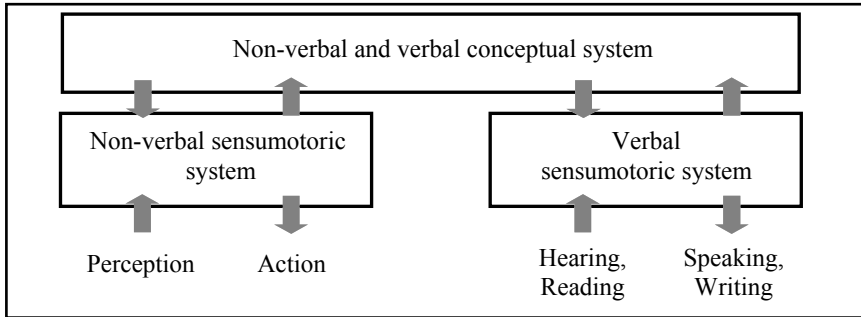 Non-verbal and verbal conceptual system
Non-verbal sensumotoric
system
Verbal
sensumotoric system
Perception
Action
Hearing,
Reading
Speaking,
Writing